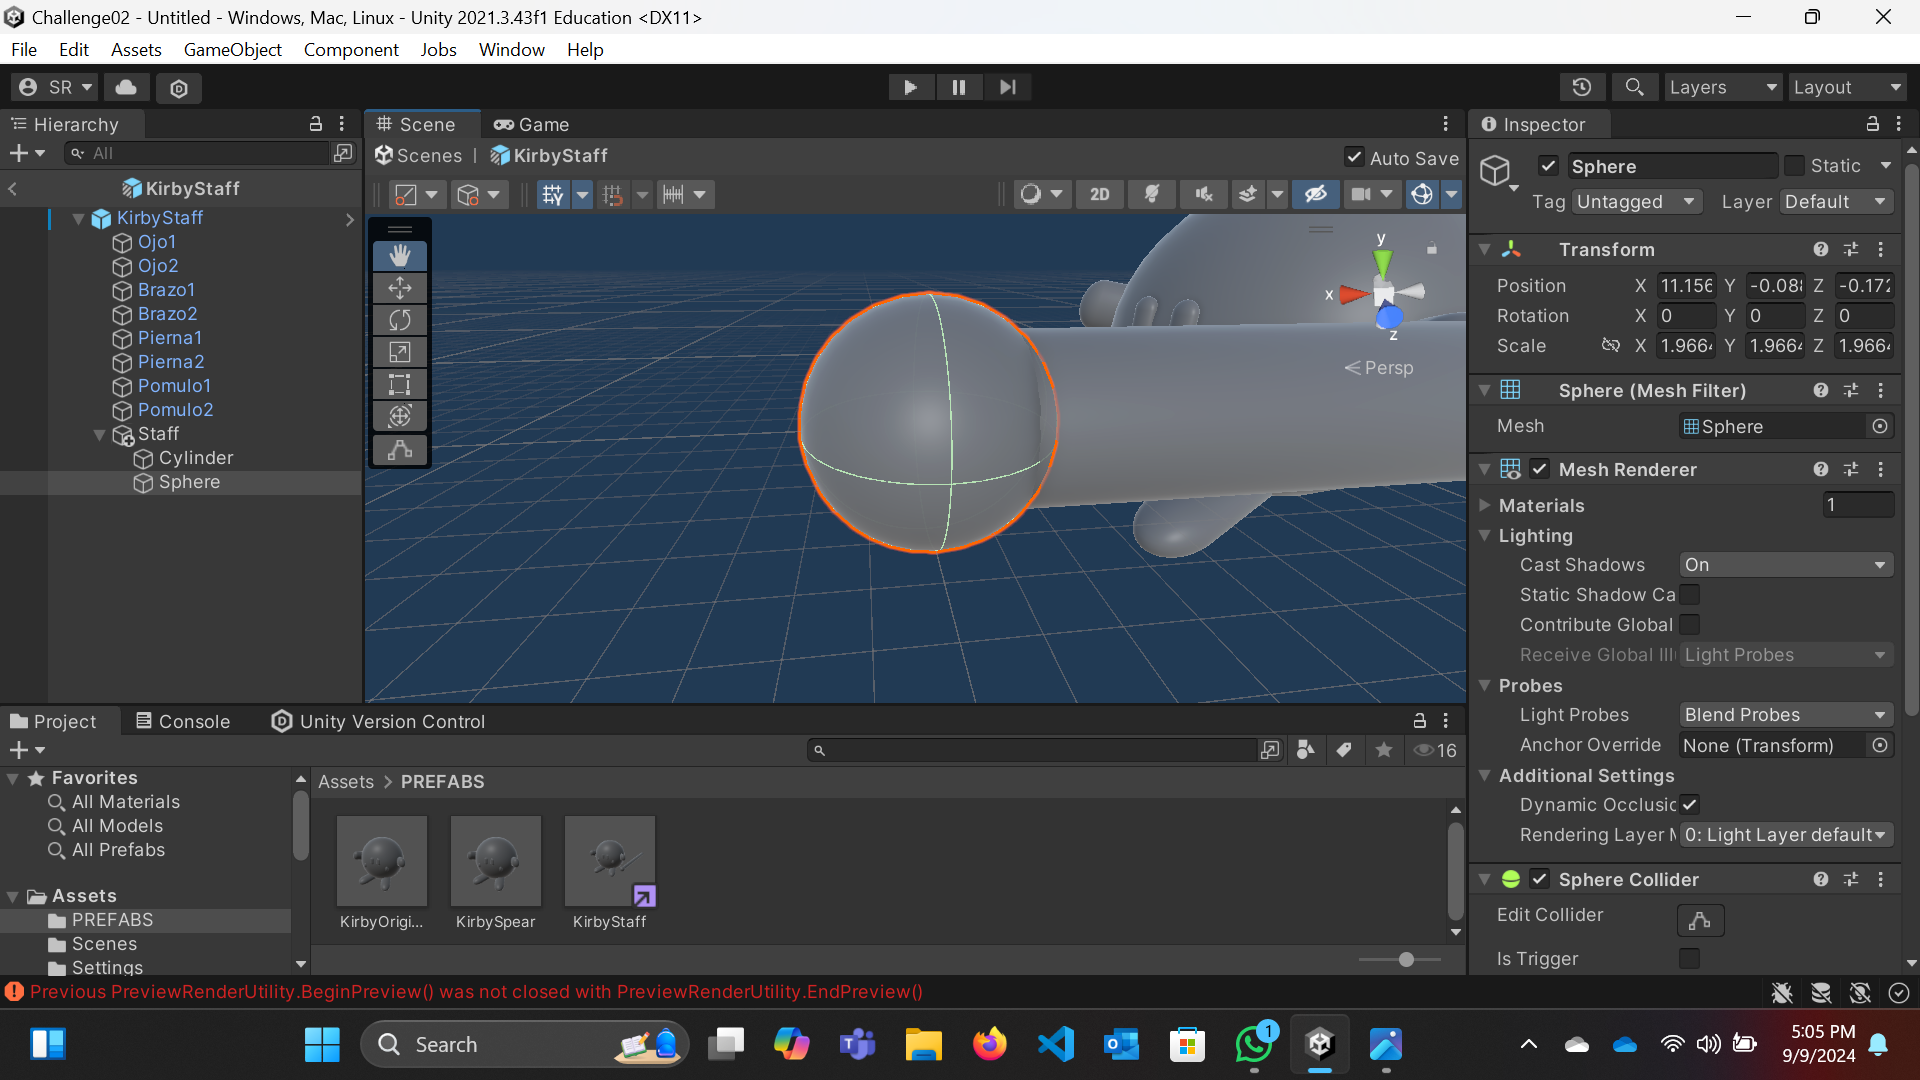 Challenge02 - Untitled - Windows, Mac, Linux - Unity 2021.3.43f1 Education <DX11>
File Edit Assets GameObject Component Jobs Window Help
SR
Layers Layout
Hierarchy
All
KirbyStaff
KirbyStaff
Ojo1
Ojo2
Brazo1
Brazo2
Pierna1
Pierna2
Pomulo1
Pomulo2
Staff
Cylinder
Sphere
Scene Game
Scenes | KirbyStaff Auto Save
2D
y
x
z
Persp
Inspector
Sphere Static
Tag Untagged Layer Default
Transform
Position X 11.156 Y -0.08 Z -0.172
Rotation X 0 Y 0 Z 0
Scale X 1.966 Y 1.966 Z 1.966
Sphere (Mesh Filter)
Mesh Sphere
Mesh Renderer
Materials 1
Lighting
Cast Shadows On
Static Shadow Ca
Contribute Global
Receive Global Ill Light Probes
Probes
Light Probes Blend Probes
Anchor Override None (Transform)
Additional Settings
Dynamic Occlusic
Rendering Layer M 0: Light Layer default
Sphere Collider
Edit Collider
Is Trigger
Project Console Unity Version Control
16
Favorites
All Materials
All Models
All Prefabs
Assets
PREFABS
Scenes
Settings
Assets > PREFABS
KirbyOrigi... KirbySpear KirbyStaff
Previous PreviewRenderUtility.BeginPreview() was not closed with PreviewRenderUtility.EndPreview()
Search
1
5:05 PM
9/9/2024